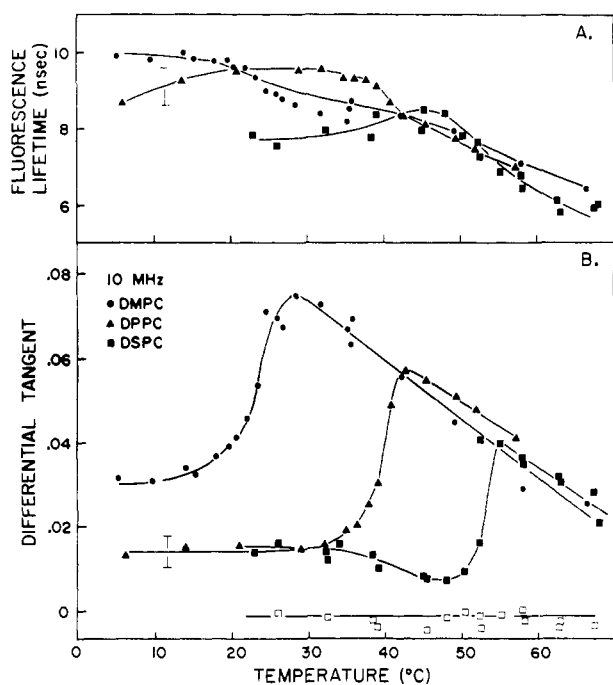 A.
FLUORESCENCE
LIFETIME (nsec)
10
8
6
B.
10 MHz
DMPC
DPPC
DSPC
DIFFERENTIAL TANGENT
.08
.06
.04
.02
0
0 10 20 30 40 50 60
TEMPERATURE (°C)